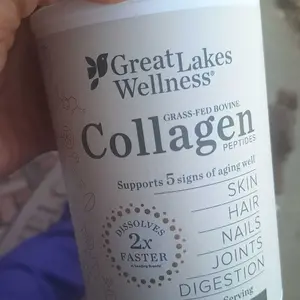 Great Lakes
Wellness®
GRASS-FED BOVINE
Collagen
PEPTIDES
Supports 5 signs of aging well
DISSOLVES
2x
FASTER
SKIN
HAIR
NAILS
JOINTS
DIGESTION
Serving